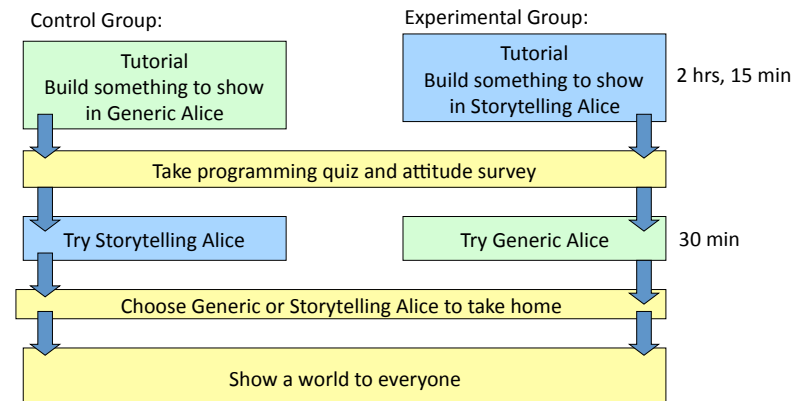 Control Group:
Experimental Group:
Tutorial
Build something to show
in Generic Alice
Tutorial
Build something to show
in Storytelling Alice
2 hrs, 15 min
Take programming quiz and attitude survey
Try Storytelling Alice
Try Generic Alice
30 min
Choose Generic or Storytelling Alice to take home
Show a world to everyone